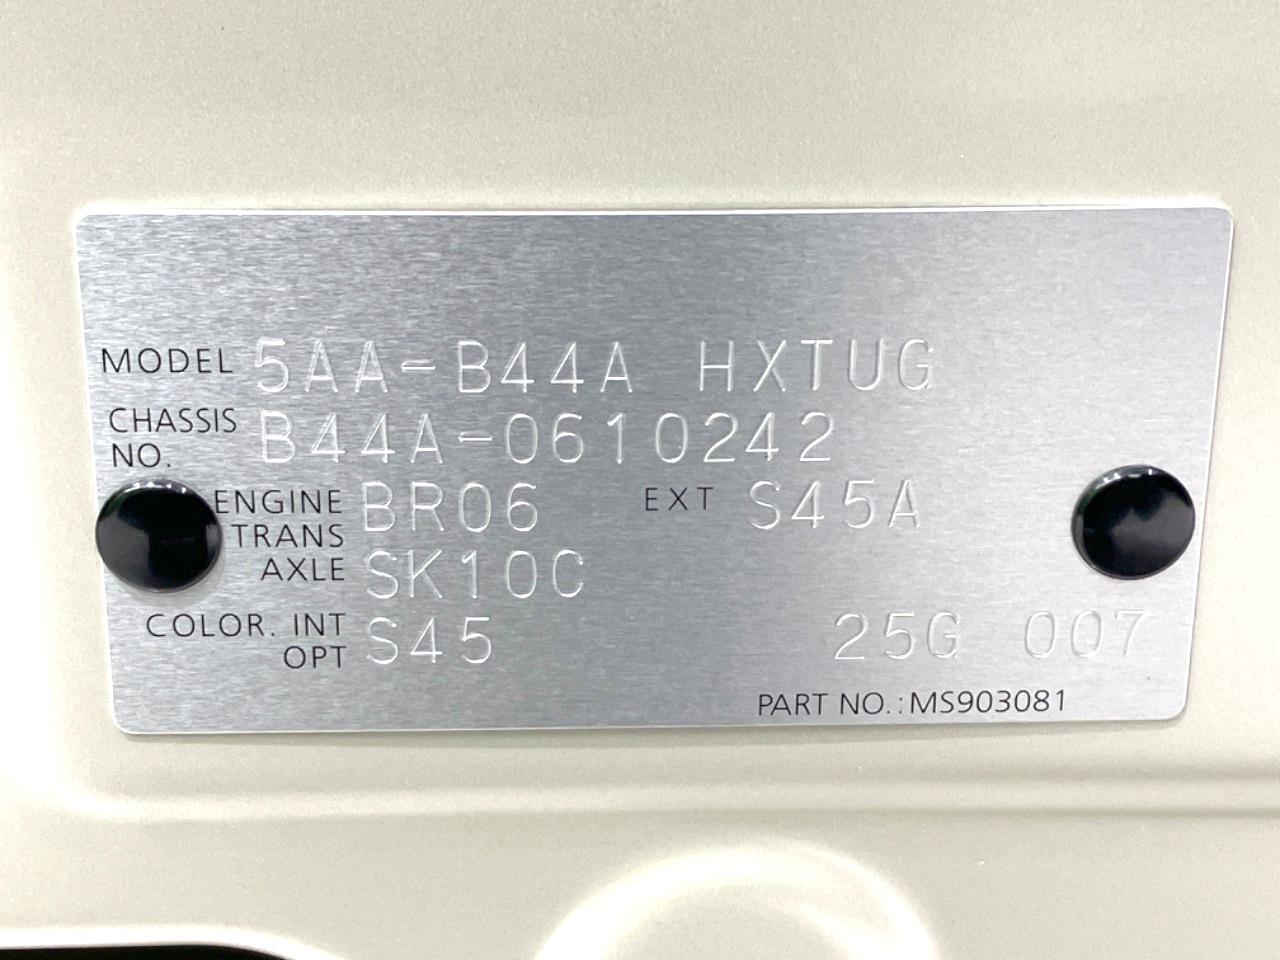 MODEL 5AA-B44A HXTUG
CHASSIS NO. B44A-0610242
ENGINE BR06 EXT S45A
TRANS AXLE SK10C
COLOR. INT OPT S45 25G 007
PART NO.:MS903081